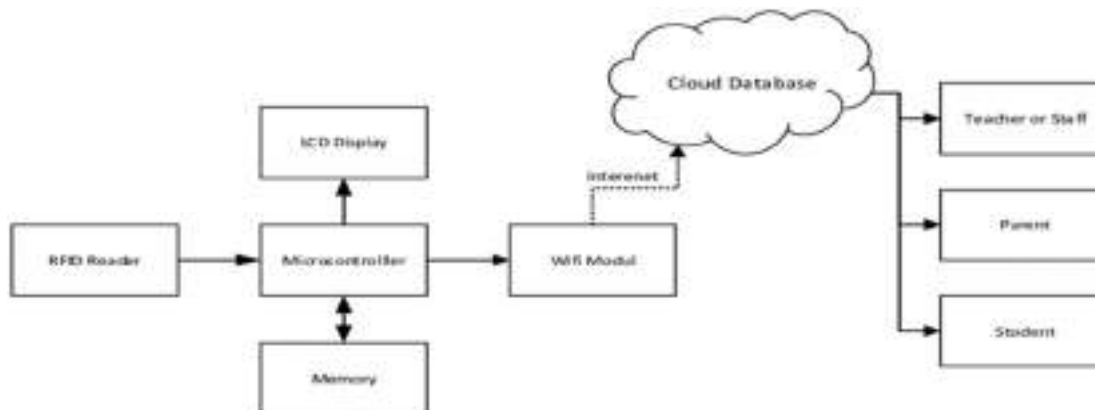 Cloud Database
Teacher or Staff
LCD Display
Interenet
RFID Reader
Microcontroller
Wifi Modul
Parent
Memory
Student